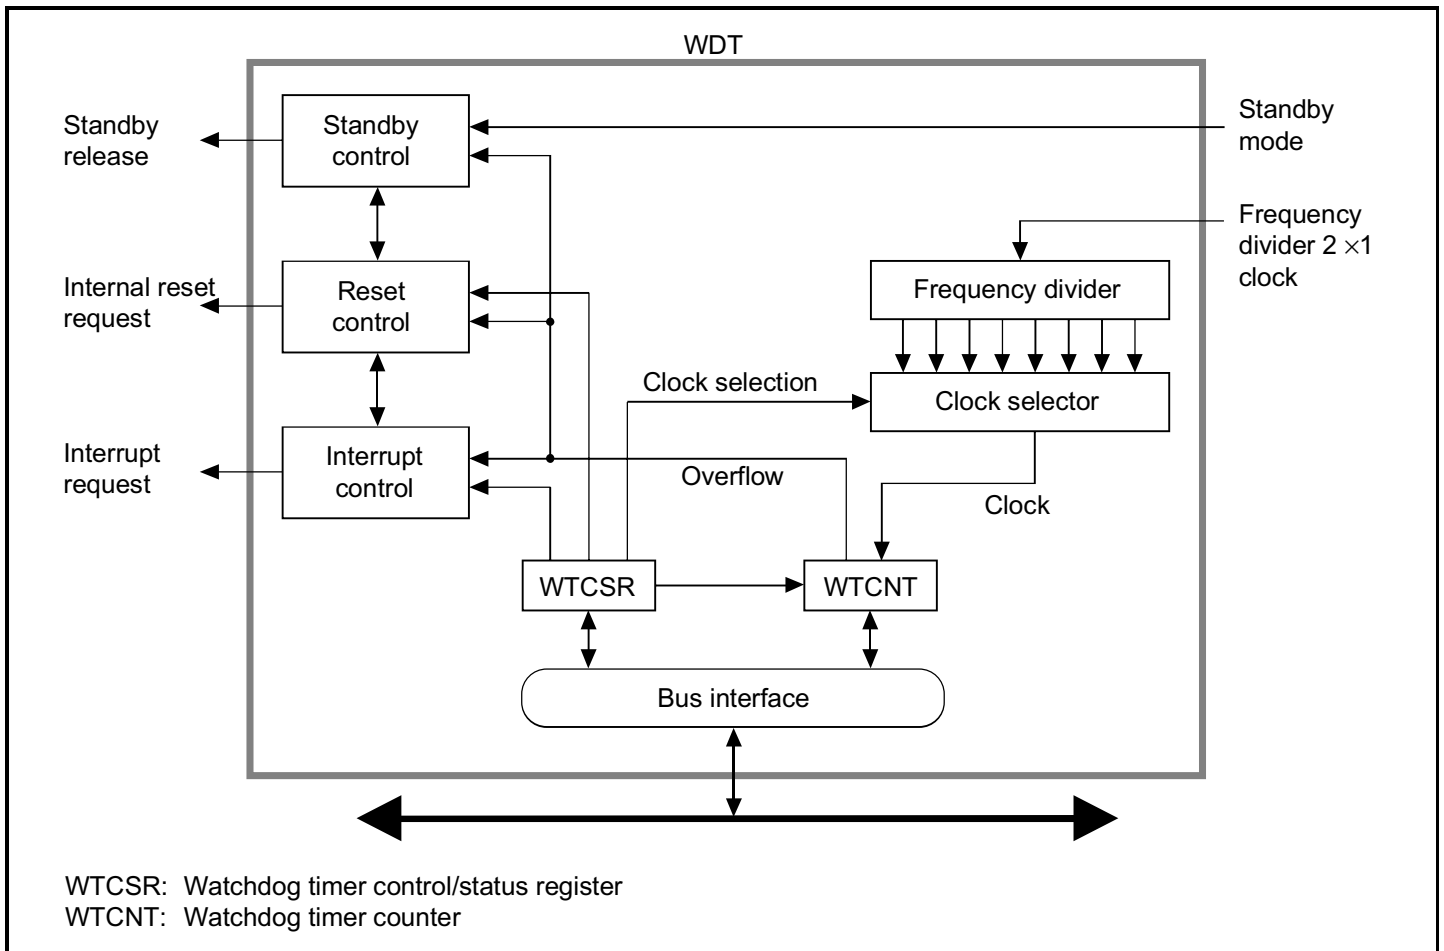 WDT
Standby
release
Standby
control
Standby
mode
Frequency
divider 2 ×1
clock
Internal reset
request
Reset
control
Frequency divider
Clock selection
Clock selector
Interrupt
request
Interrupt
control
Overflow
Clock
WTCSR
WTCNT
Bus interface
WTCSR: Watchdog timer control/status register
WTCNT: Watchdog timer counter